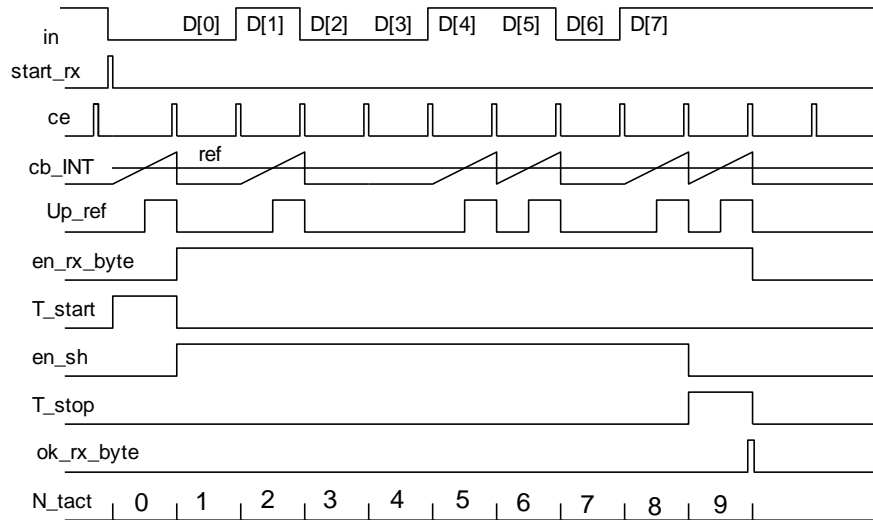 in D[0] D[1] D[2] D[3] D[4] D[5] D[6] D[7]
start_rx
ce
cb_INT ref
Up_ref
en_rx_byte
T_start
en_sh
T_stop
ok_rx_byte
N_tact 0 1 2 3 4 5 6 7 8 9